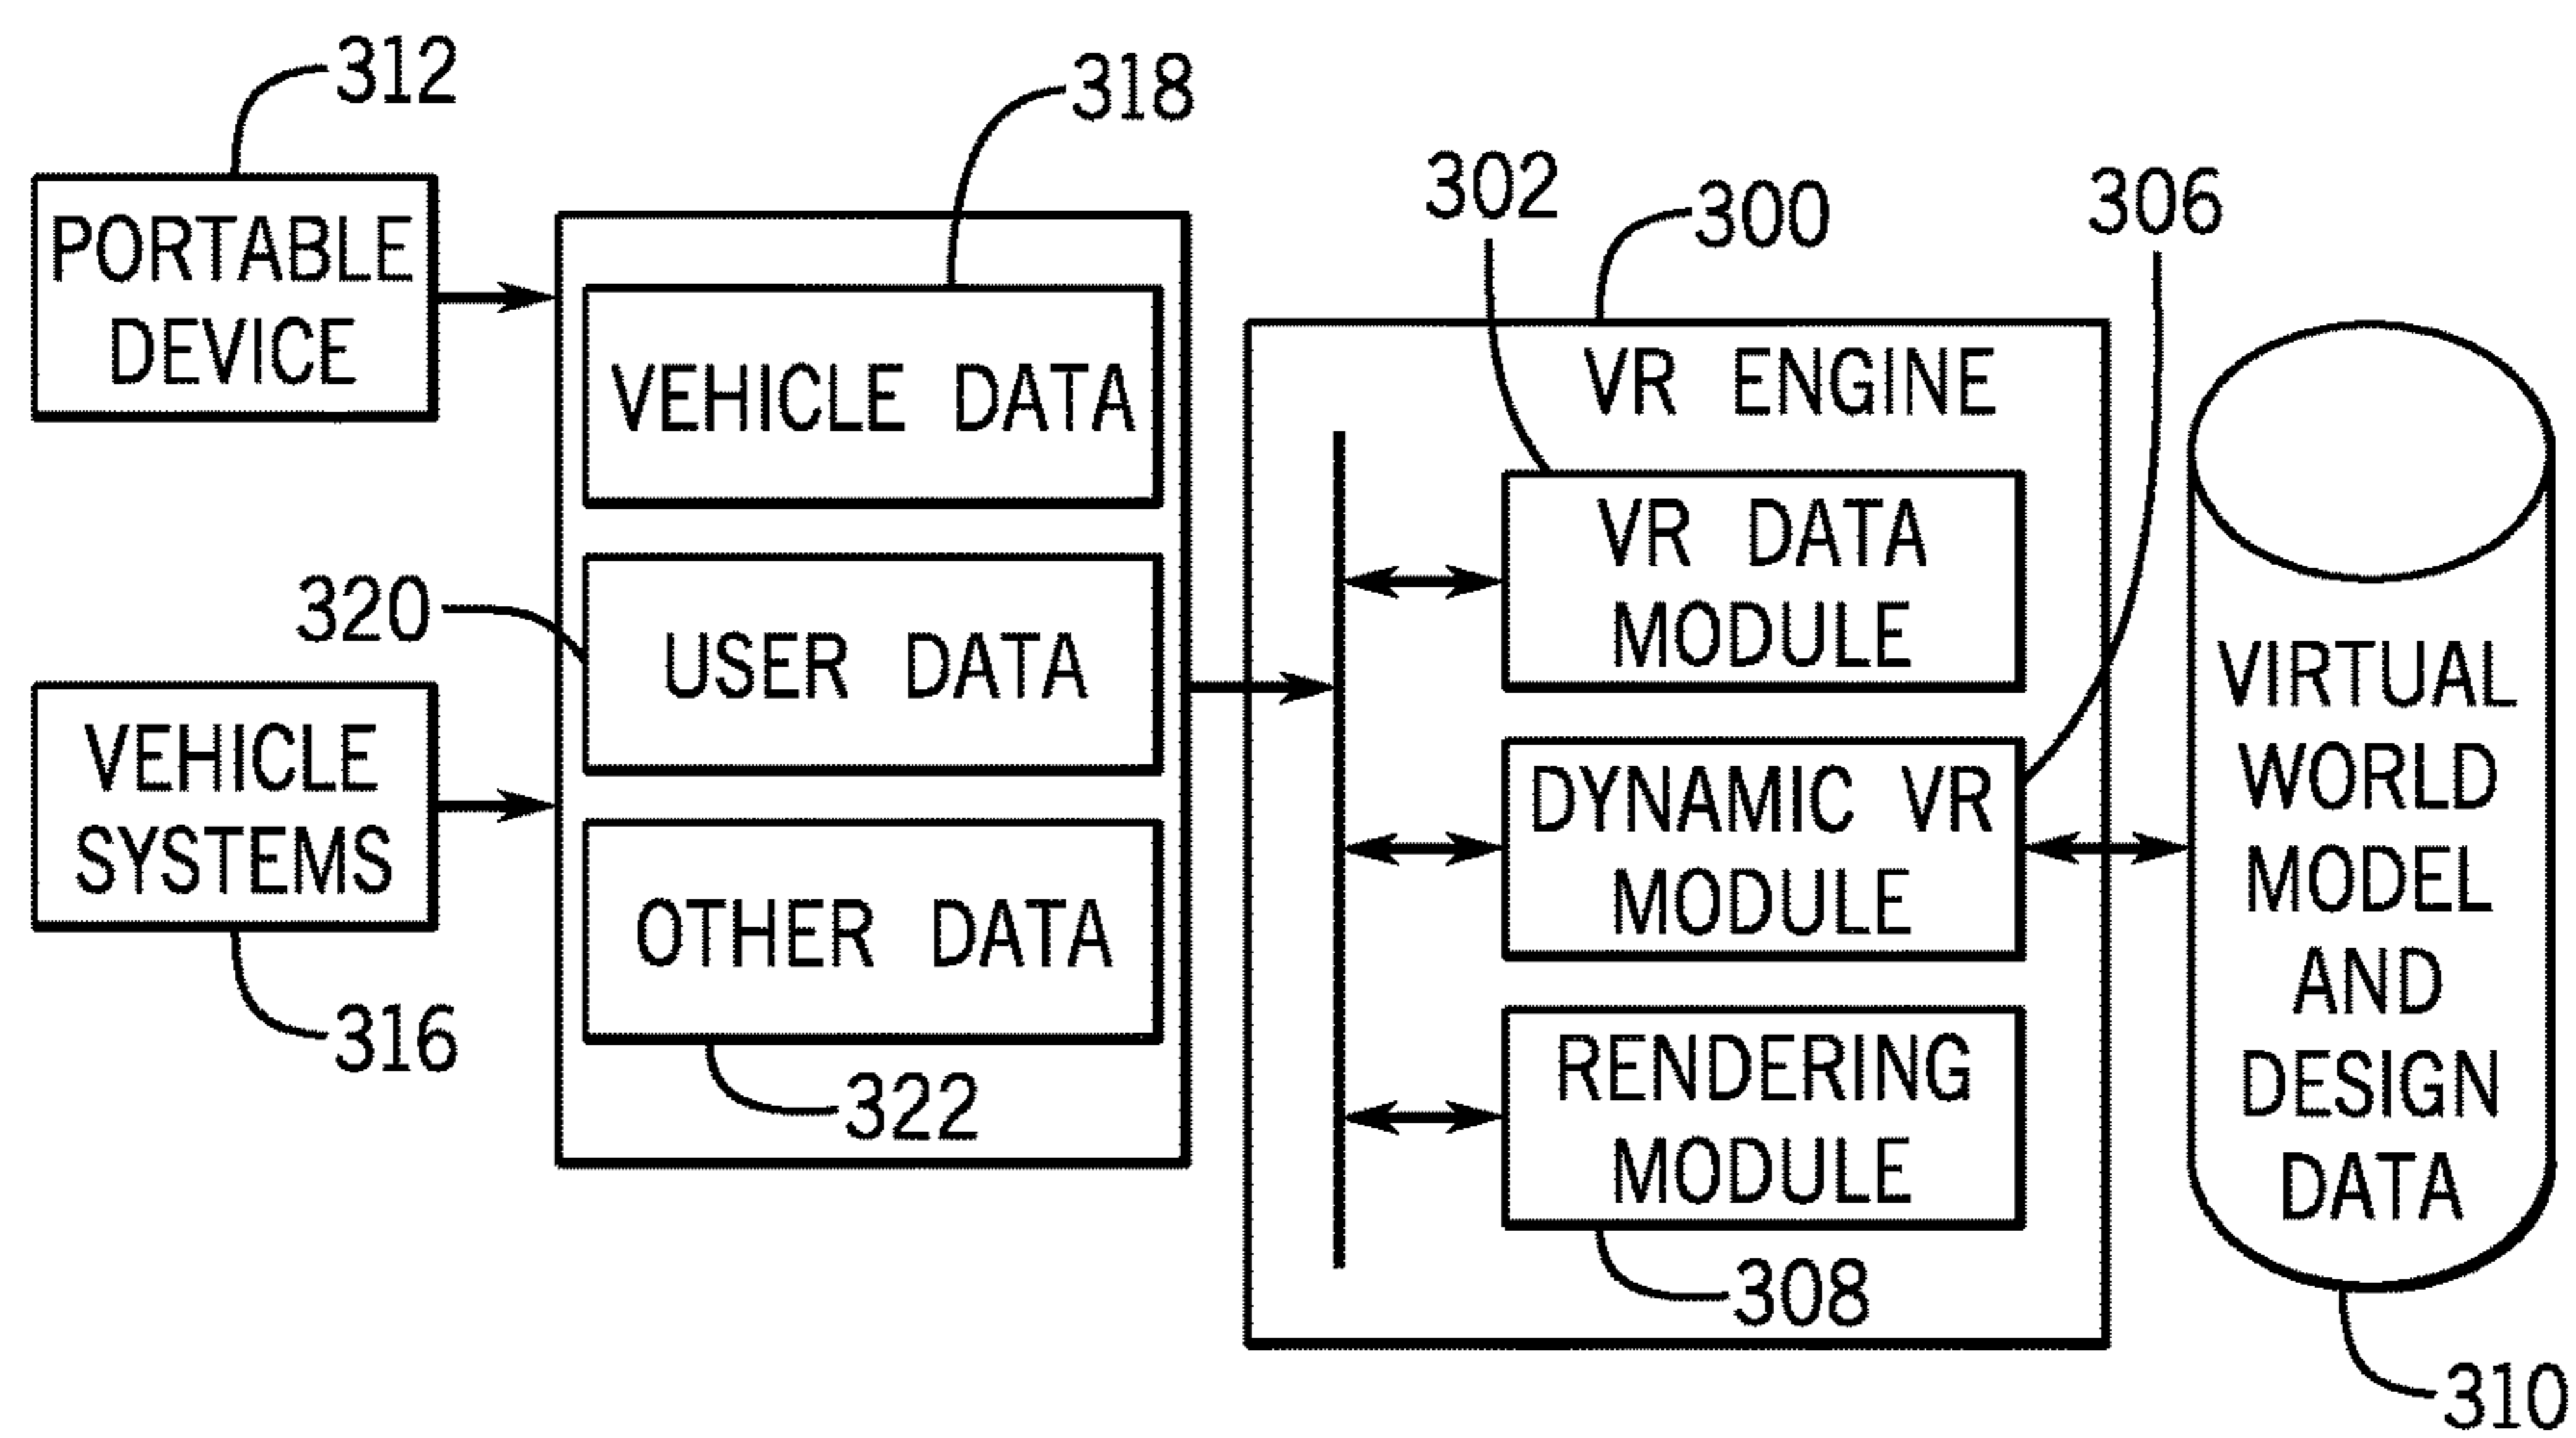 312
PORTABLE
DEVICE
318
VEHICLE DATA
320
USER DATA
VEHICLE
SYSTEMS
316
OTHER DATA
322
302
300
306
VR ENGINE
VR DATA
MODULE
DYNAMIC VR
MODULE
RENDERING
MODULE
308
VIRTUAL
WORLD
MODEL
AND
DESIGN
DATA
310